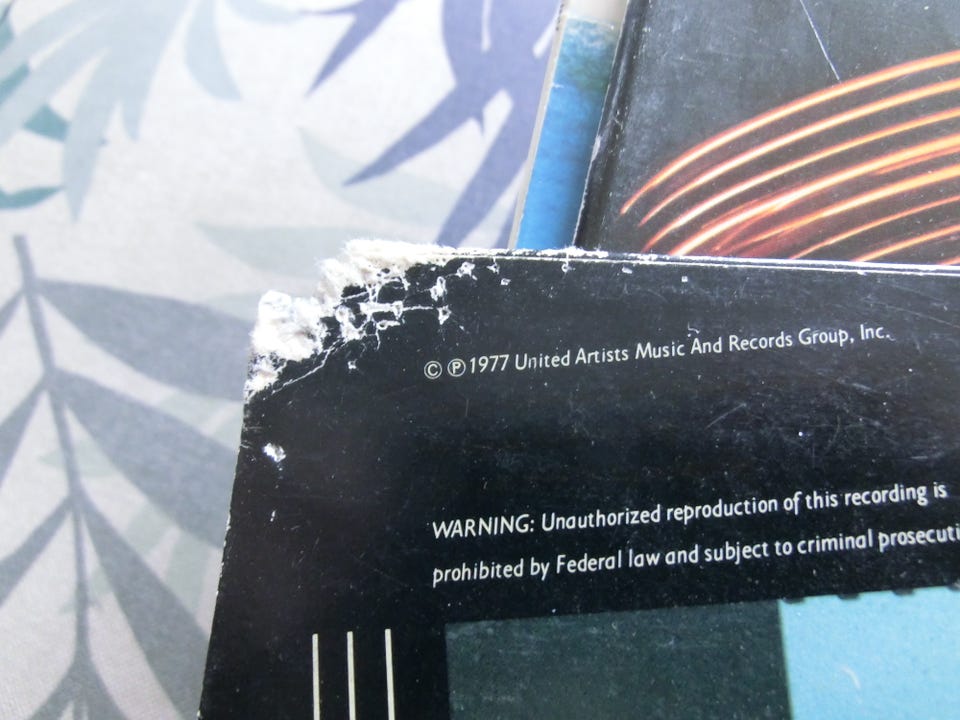 © ℗ 1977 United Artists Music And Records Group, Inc.
WARNING: Unauthorized reproduction of this recording is
prohibited by Federal law and subject to criminal prosecuti